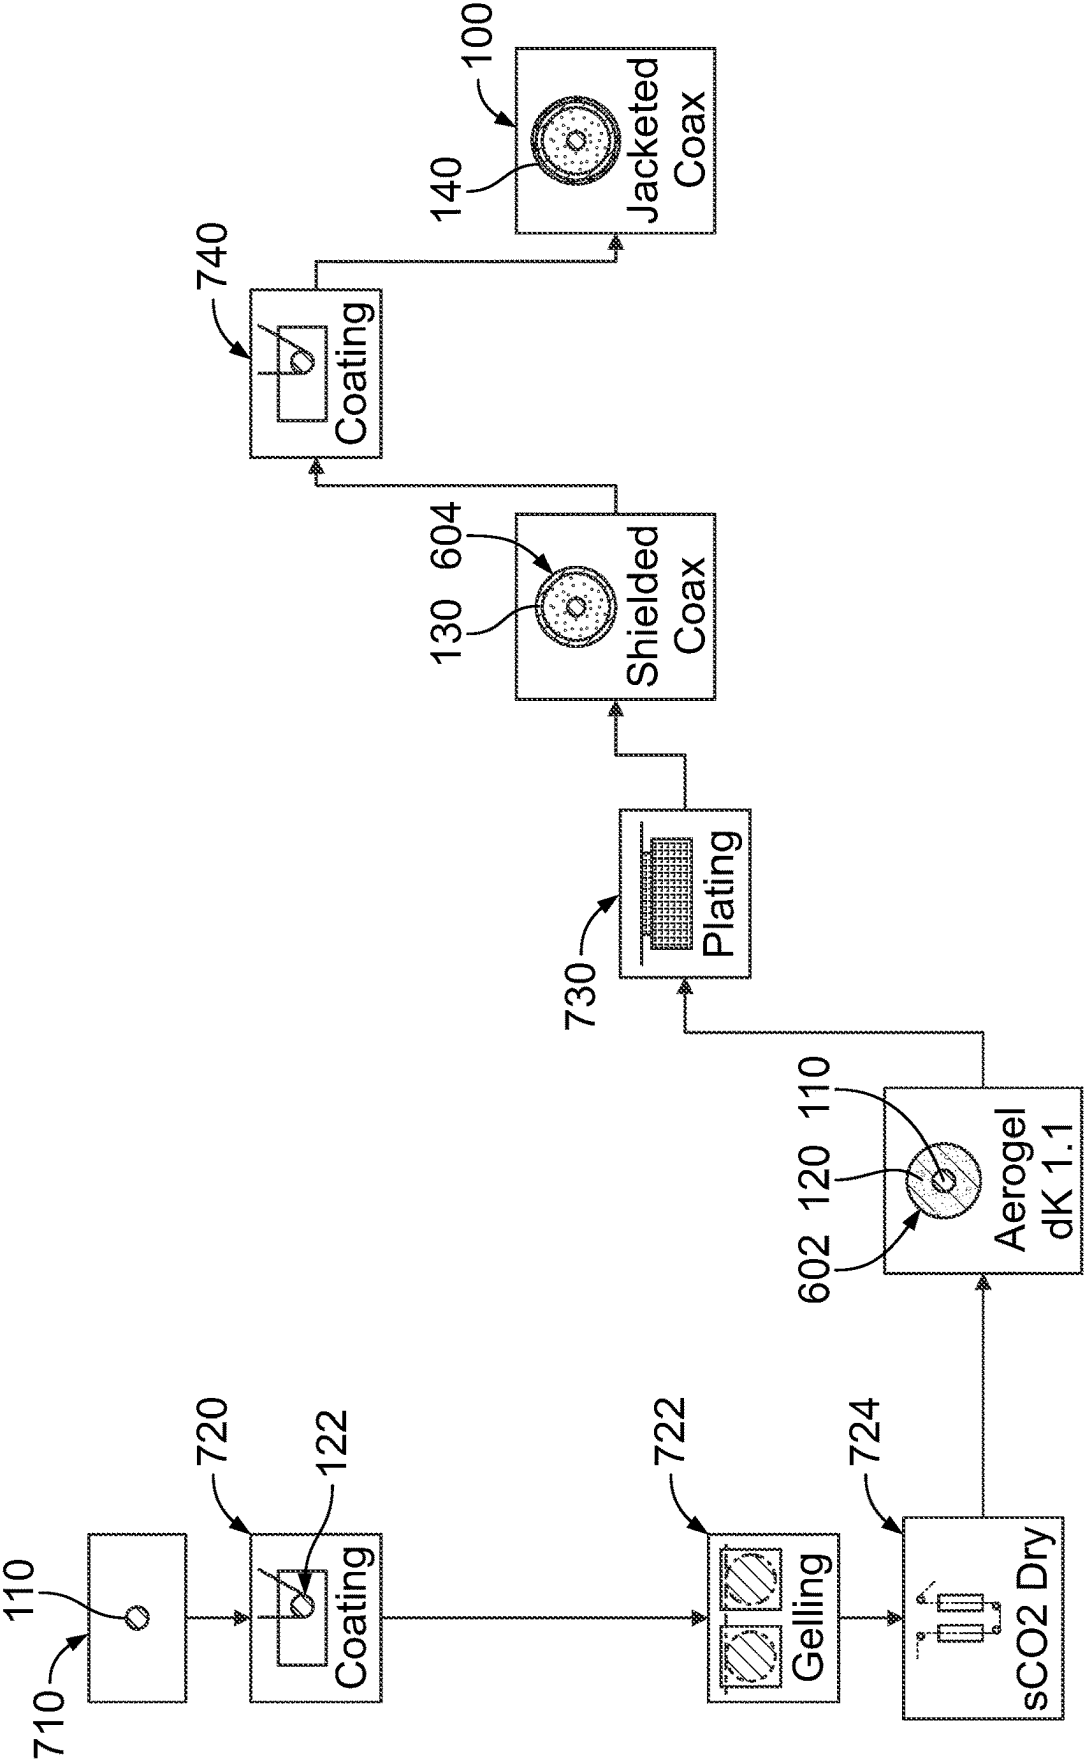 110
710
720
Coating
122
722
Gelling
724
sCO2 Dry
602
120
110
Aerogel
dK 1.1
730
Plating
130
604
Shielded
Coax
740
Coating
140
100
Jacketed
Coax